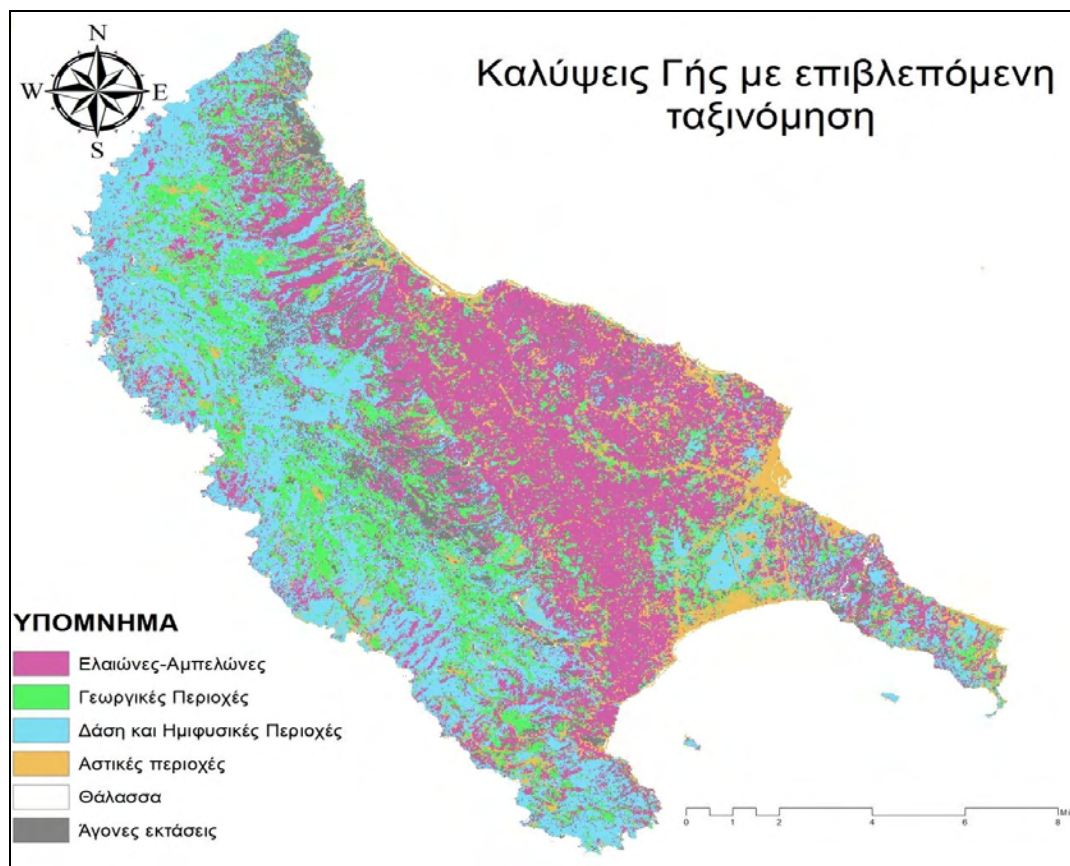 N
W E
S
Καλύψεις Γής με επιβλεπόμενη
ταξινόμηση
ΥΠΟΜΝΗΜΑ
Ελαιώνες-Αμπελώνες
Γεωργικές Περιοχές
Δάση και Ημιφυσικές Περιοχές
Αστικές περιοχές
Θάλασσα
Άγονες εκτάσεις
0 1 2 4 6 8